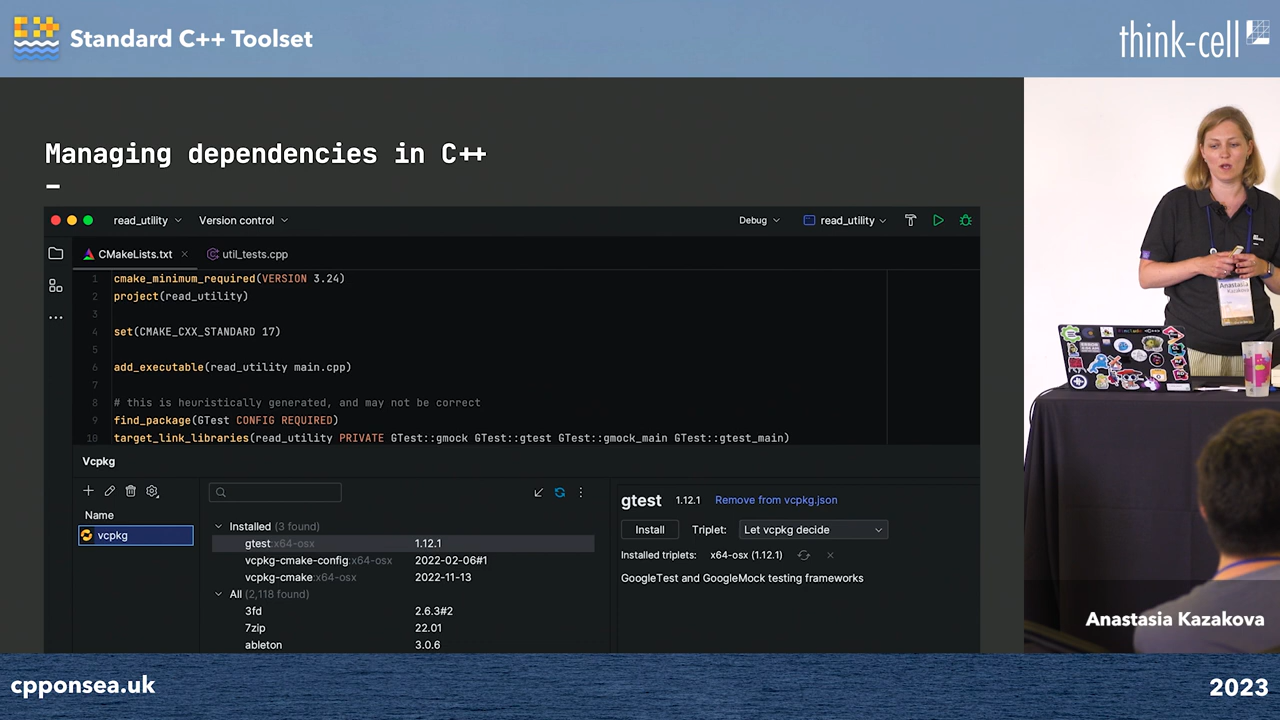 Standard C++ Toolset
think-cell
Managing dependencies in C++
read_utility
Version control
Debug
read_utility
CMakeLists.txt
util_tests.cpp
1 cmake_minimum_required(VERSION 3.24)
2 project(read_utility)
3
4 set(CMAKE_CXX_STANDARD 17)
5
6 add_executable(read_utility main.cpp)
7
8 # this is heuristically generated, and may not be correct
9 find_package(GTest CONFIG REQUIRED)
10 target_link_libraries(read_utility PRIVATE GTest::gmock GTest::gtest GTest::gmock_main GTest::gtest_main)
Vcpkg
Name
vcpkg
Installed (3 found)
gtest:x64-osx 1.12.1
vcpkg-cmake-config:x64-osx 2022-02-06#1
vcpkg-cmake:x64-osx 2022-11-13
All (2,118 found)
3fd 2.6.3#2
7zip 22.01
ableton 3.0.6
gtest 1.12.1 Remove from vcpkg.json
Install Triplet: Let vcpkg decide
Installed triplets: x64-osx (1.12.1)
GoogleTest and GoogleMock testing frameworks
Anastasia
Kazakova
Anastasia Kazakova
cpponsea.uk
2023